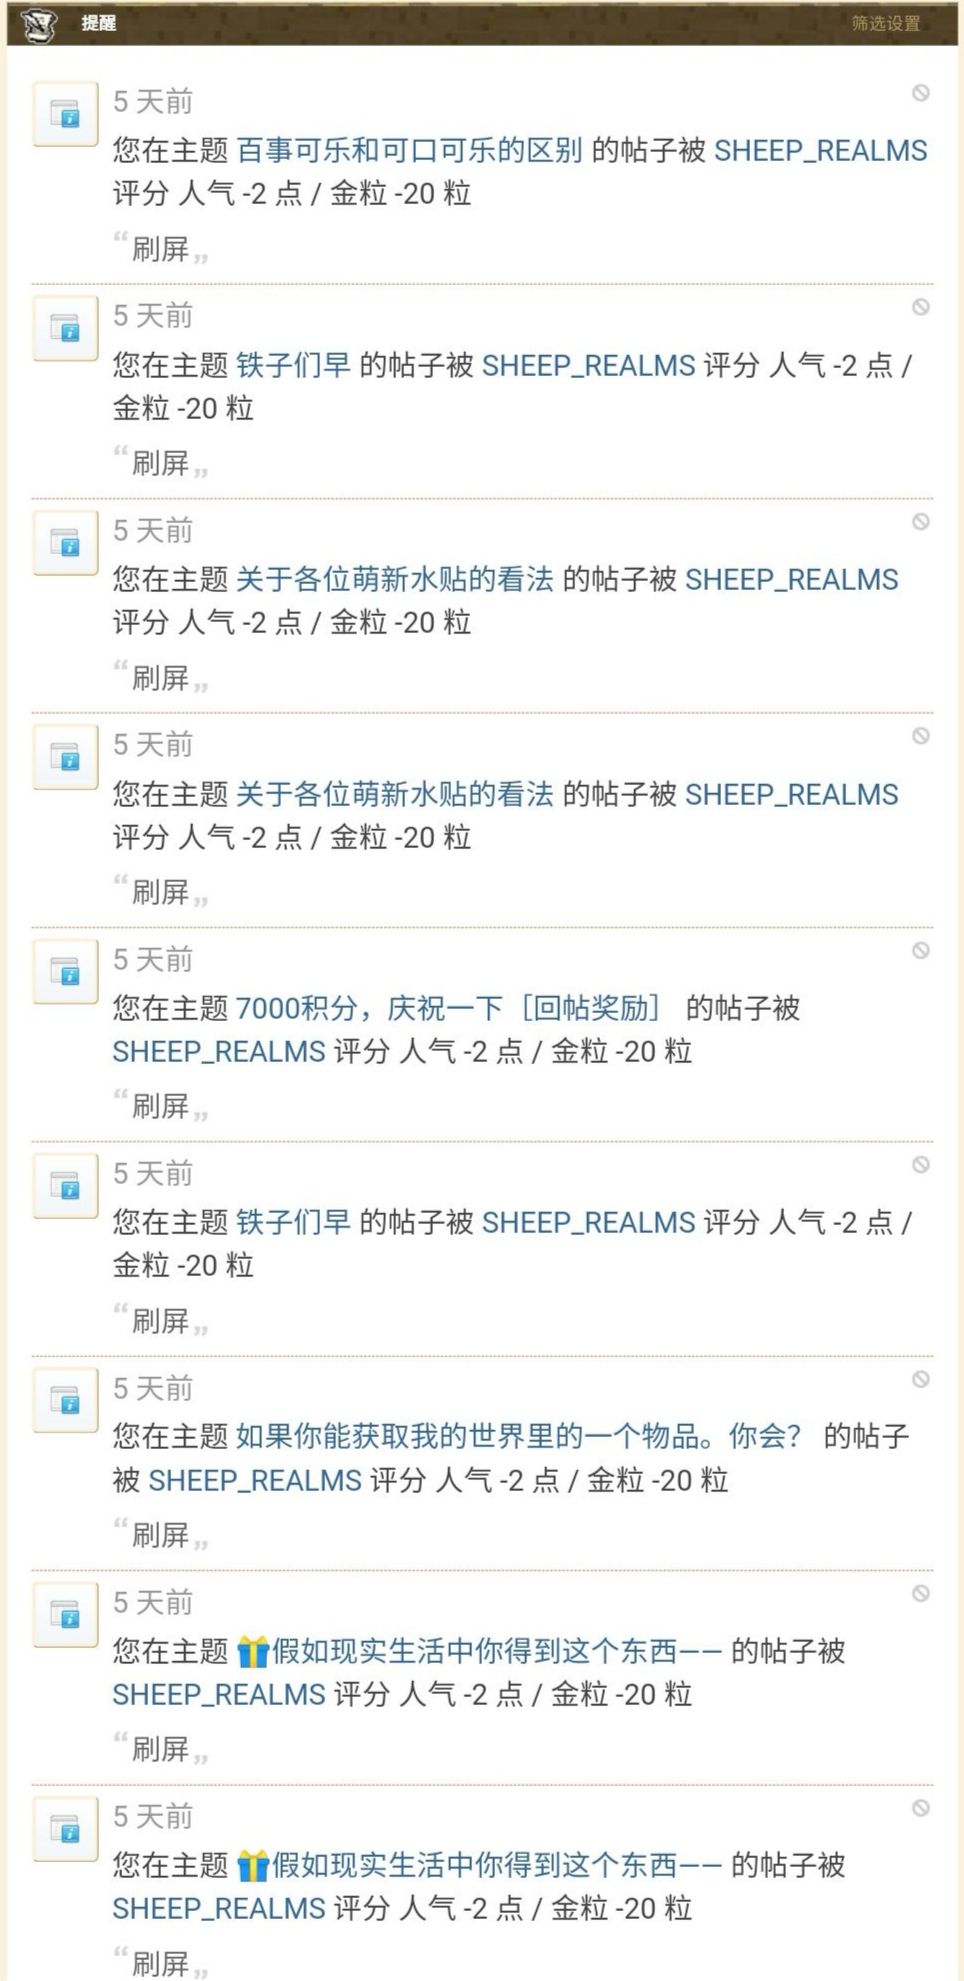 提醒
筛选设置
5 天前
您在主题 百事可乐和可口可乐的区别 的帖子被 SHEEP_REALMS
评分 人气 -2 点 / 金粒 -20 粒
“刷屏„
5 天前
您在主题 铁子们早 的帖子被 SHEEP_REALMS 评分 人气 -2 点 /
金粒 -20 粒
“刷屏„
5 天前
您在主题 关于各位萌新水贴的看法 的帖子被 SHEEP_REALMS
评分 人气 -2 点 / 金粒 -20 粒
“刷屏„
5 天前
您在主题 关于各位萌新水贴的看法 的帖子被 SHEEP_REALMS
评分 人气 -2 点 / 金粒 -20 粒
“刷屏„
5 天前
您在主题 7000积分，庆祝一下［回帖奖励］ 的帖子被
SHEEP_REALMS 评分 人气 -2 点 / 金粒 -20 粒
“刷屏„
5 天前
您在主题 铁子们早 的帖子被 SHEEP_REALMS 评分 人气 -2 点 /
金粒 -20 粒
“刷屏„
5 天前
您在主题 如果你能获取我的世界里的一个物品。你会？ 的帖子
被 SHEEP_REALMS 评分 人气 -2 点 / 金粒 -20 粒
“刷屏„
5 天前
您在主题 🎁假如现实生活中你得到这个东西—— 的帖子被
SHEEP_REALMS 评分 人气 -2 点 / 金粒 -20 粒
“刷屏„
5 天前
您在主题 🎁假如现实生活中你得到这个东西—— 的帖子被
SHEEP_REALMS 评分 人气 -2 点 / 金粒 -20 粒
“刷屏„